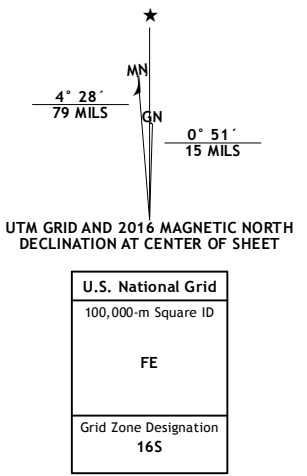 ★
MN
4° 28´
79 MILS
GN
0° 51´
15 MILS
UTM GRID AND 2016 MAGNETIC NORTH
DECLINATION AT CENTER OF SHEET
U.S. National Grid
100,000-m Square ID
FE
Grid Zone Designation
16S